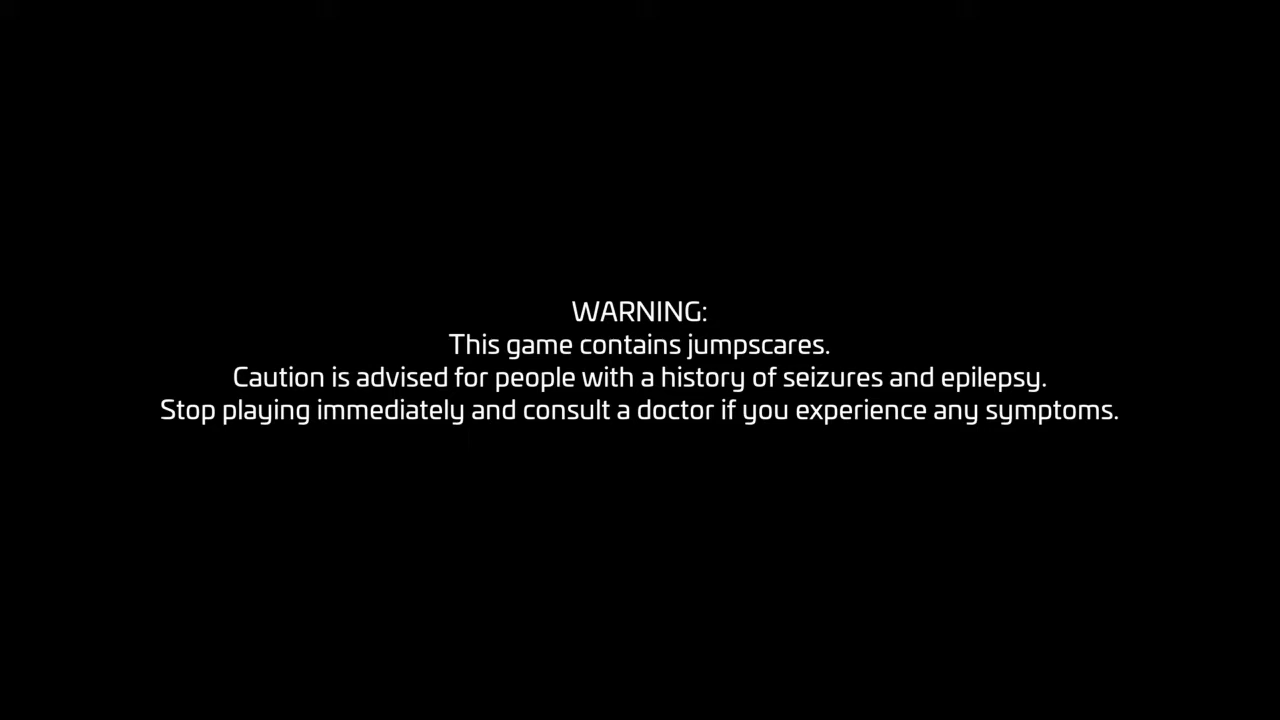 WARNING:
This game contains jumpscares.
Caution is advised for people with a history of seizures and epilepsy.
Stop playing immediately and consult a doctor if you experience any symptoms.